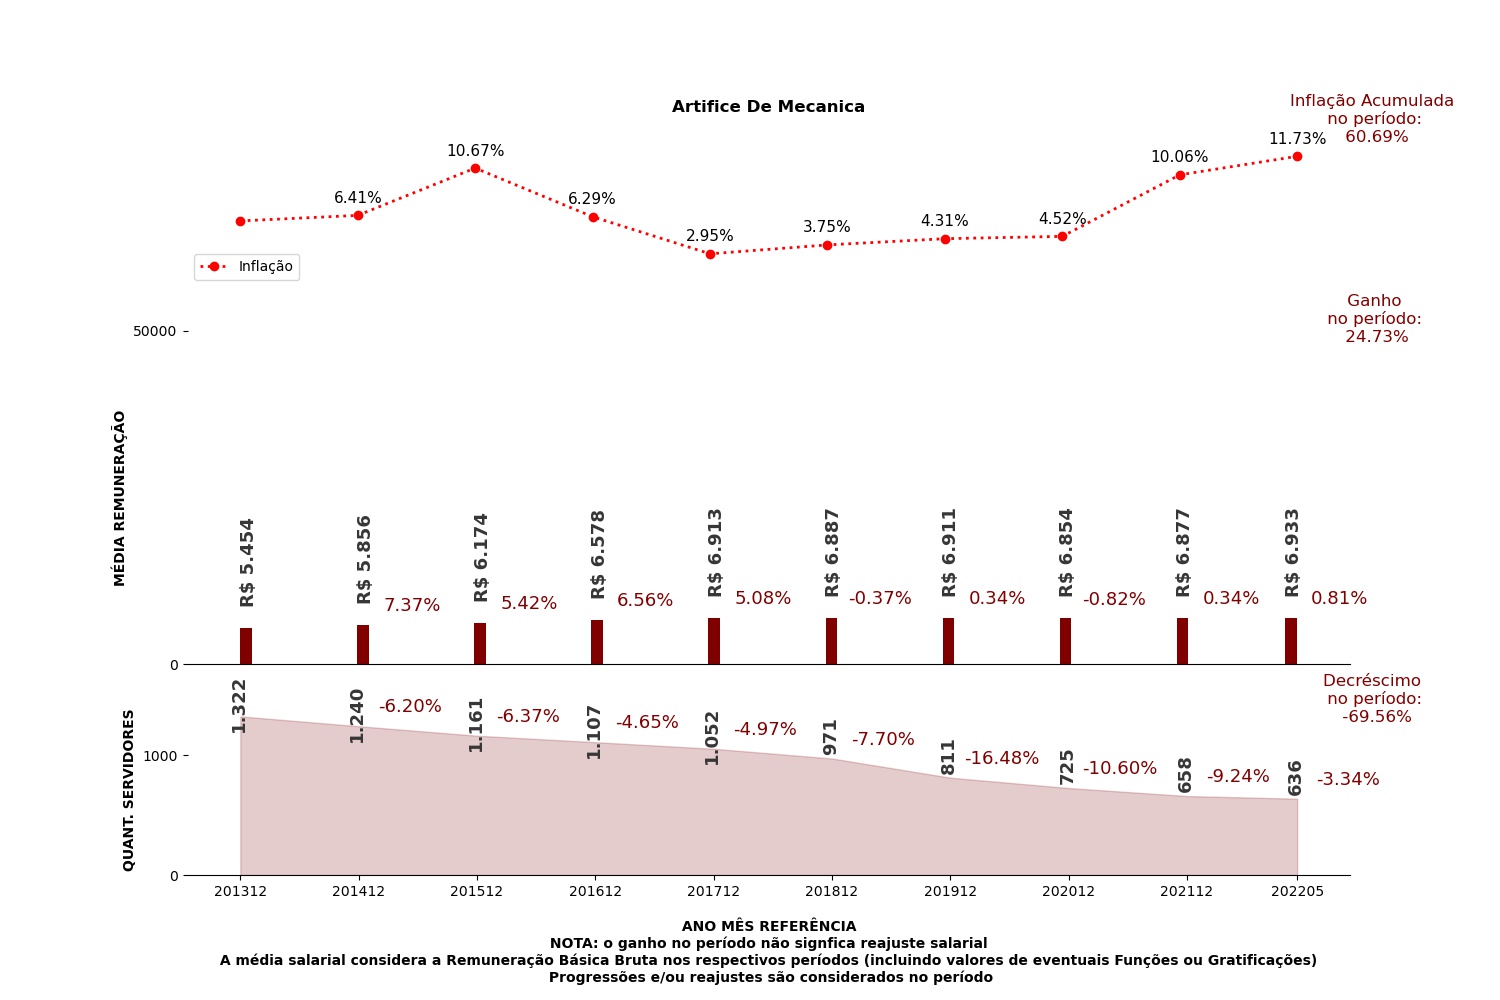 Artifice De Mecanica
Inflação Acumulada
no período:
60.69%
6.41%
10.67%
6.29%
2.95%
3.75%
4.31%
4.52%
10.06%
11.73%
Inflação
Ganho
no período:
24.73%
50000
0
MÉDIA REMUNERAÇÃO
R$ 5.454
R$ 5.856
R$ 6.174
R$ 6.578
R$ 6.913
R$ 6.887
R$ 6.911
R$ 6.854
R$ 6.877
R$ 6.933
7.37%
5.42%
6.56%
5.08%
-0.37%
0.34%
-0.82%
0.34%
0.81%
Decréscimo
no período:
-69.56%
QUANT. SERVIDORES
1000
0
1.322
1.240
1.161
1.107
1.052
971
811
725
658
636
-6.20%
-6.37%
-4.65%
-4.97%
-7.70%
-16.48%
-10.60%
-9.24%
-3.34%
201312
201412
201512
201612
201712
201812
201912
202012
202112
202205
ANO MÊS REFERÊNCIA
NOTA: o ganho no período não signfica reajuste salarial
A média salarial considera a Remuneração Básica Bruta nos respectivos períodos (incluindo valores de eventuais Funções ou Gratificações)
Progressões e/ou reajustes são considerados no período